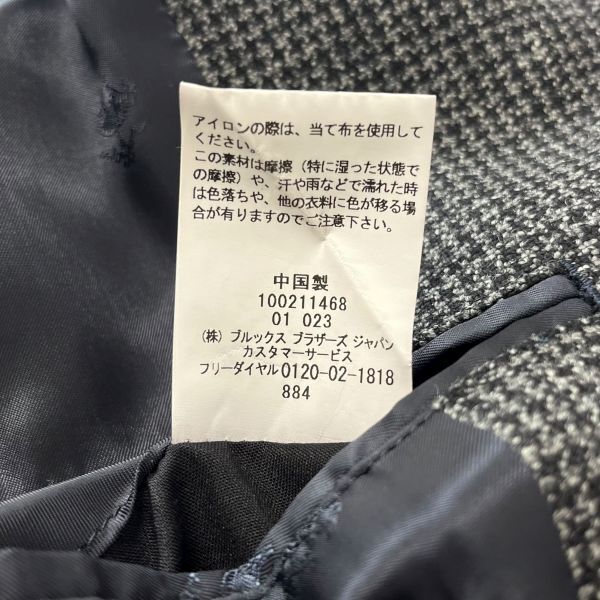 アイロンの際は、当て布を使用して
ください。
この素材は摩擦（特に湿った状態で
の摩擦）や、汗や雨などで濡れた時
は色落ちや、他の衣料に色が移る場
合が有りますのでご注意下さい。
中国製
100211468
01 023
（株）ブルックス ブラザーズ ジャパン
カスタマーサービス
フリーダイヤル0120-02-1818
884